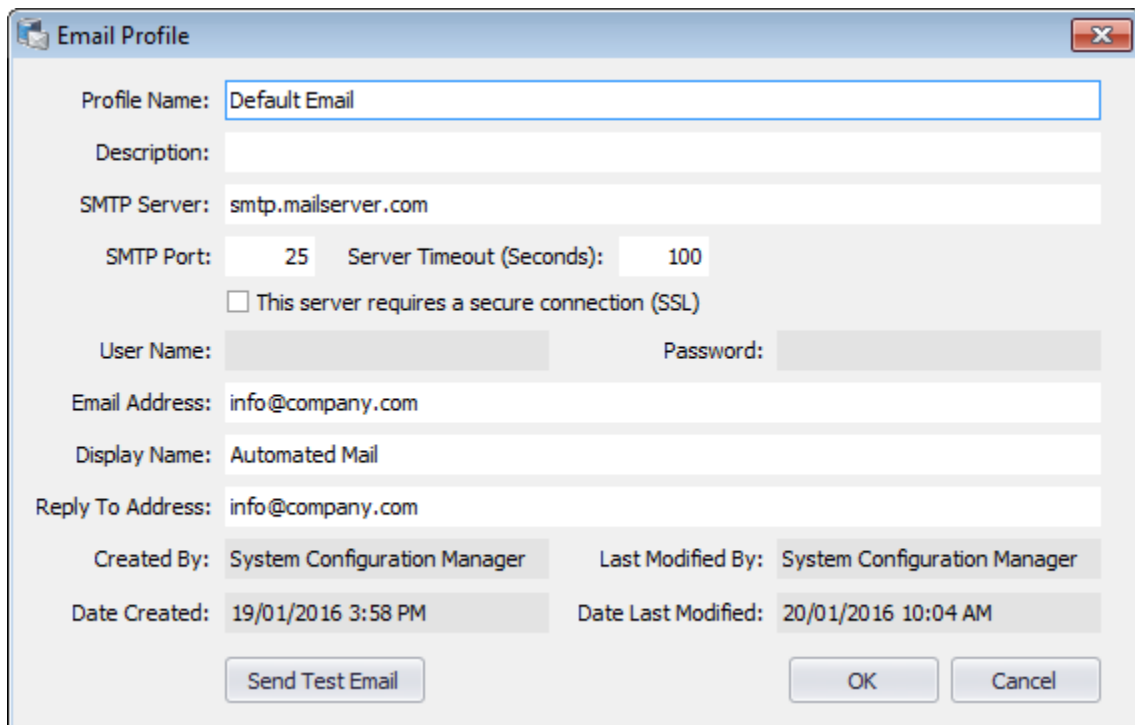 Email Profile
Profile Name: Default Email
Description:
SMTP Server: smtp.mailserver.com
SMTP Port: 25 Server Timeout (Seconds): 100
This server requires a secure connection (SSL)
User Name: Password:
Email Address: info@company.com
Display Name: Automated Mail
Reply To Address: info@company.com
Created By: System Configuration Manager Last Modified By: System Configuration Manager
Date Created: 19/01/2016 3:58 PM Date Last Modified: 20/01/2016 10:04 AM
Send Test Email OK Cancel